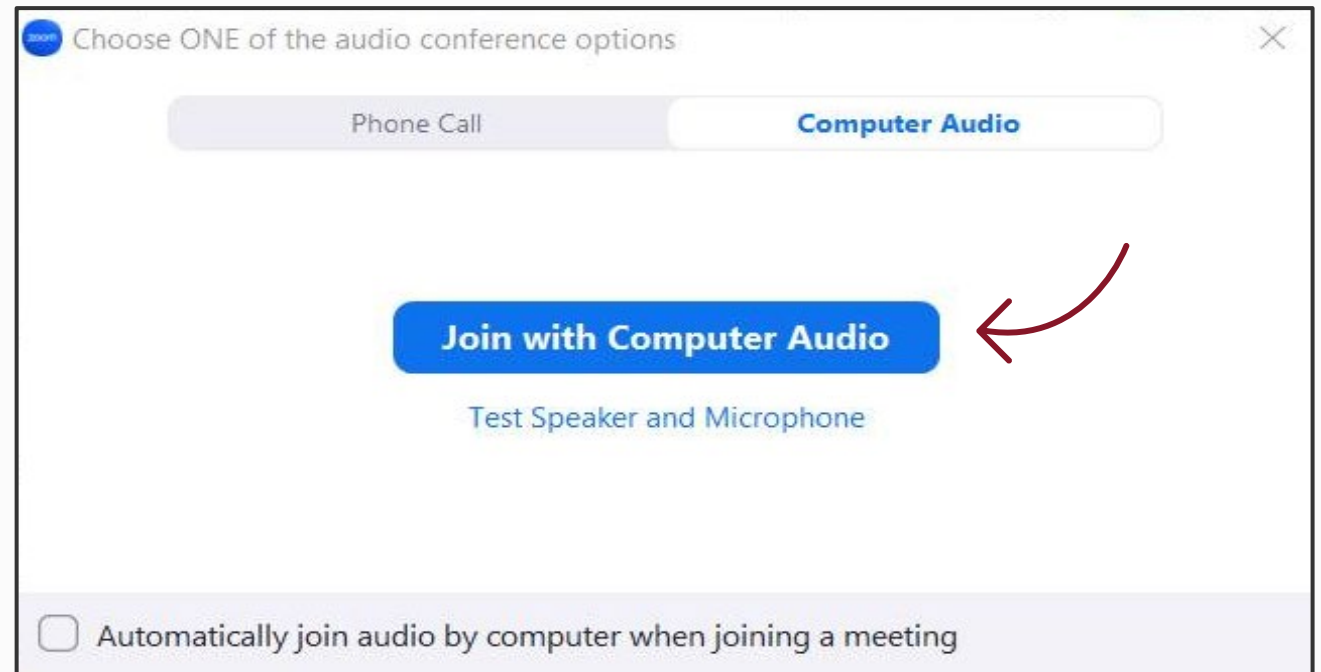 zoom Choose ONE of the audio conference options
Phone Call Computer Audio
Join with Computer Audio
Test Speaker and Microphone
Automatically join audio by computer when joining a meeting